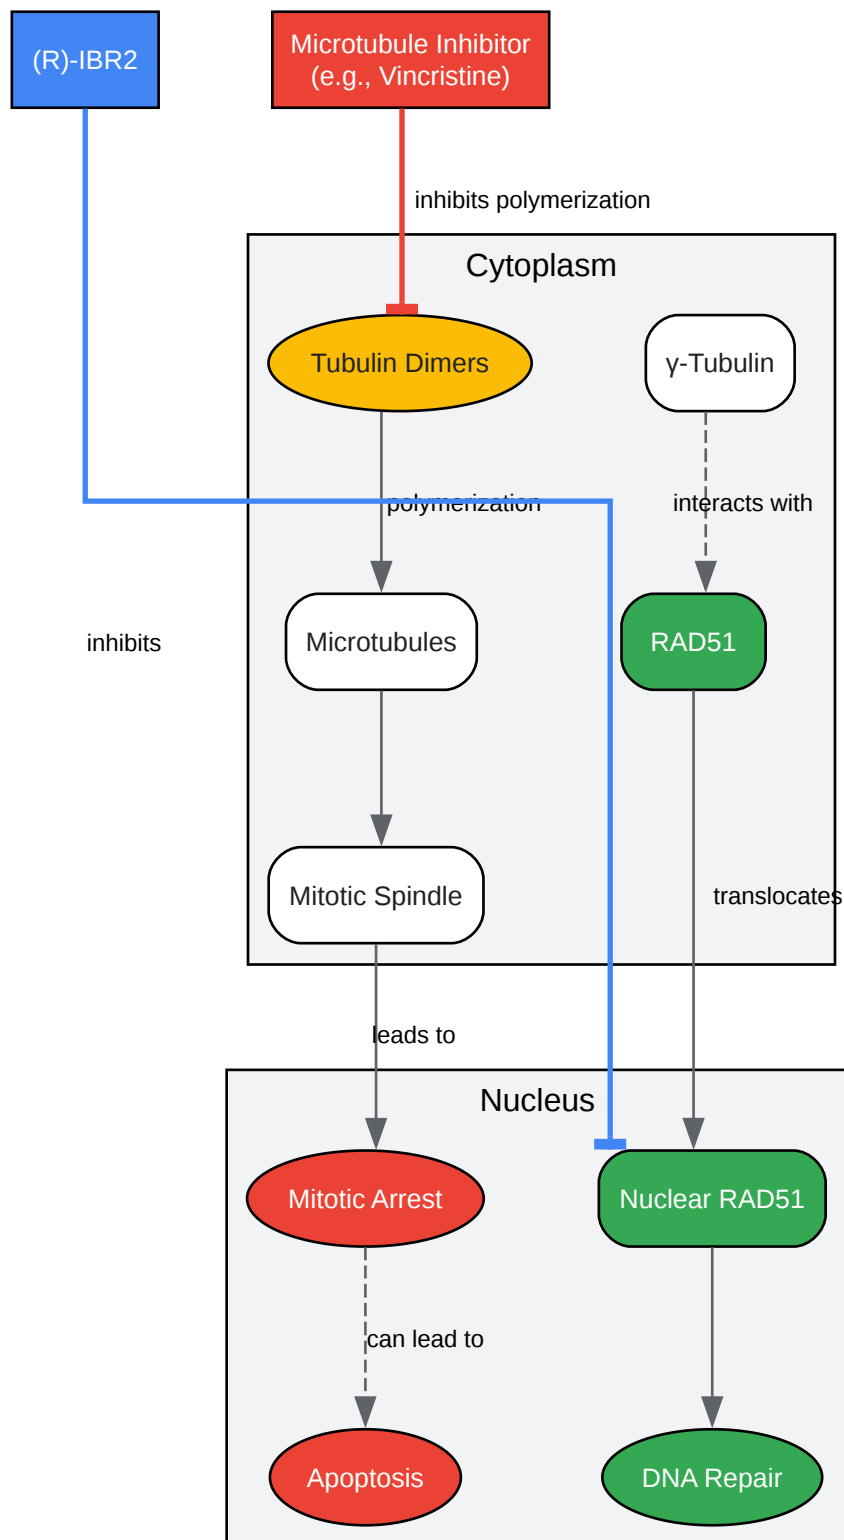 (R)-IBR2
Microtubule Inhibitor
(e.g., Vincristine)
inhibits polymerization
Cytoplasm
Tubulin Dimers
γ-Tubulin
polymerization
interacts with
inhibits
Microtubules
RAD51
Mitotic Spindle
translocates
leads to
Nucleus
Mitotic Arrest
Nuclear RAD51
can lead to
Apoptosis
DNA Repair